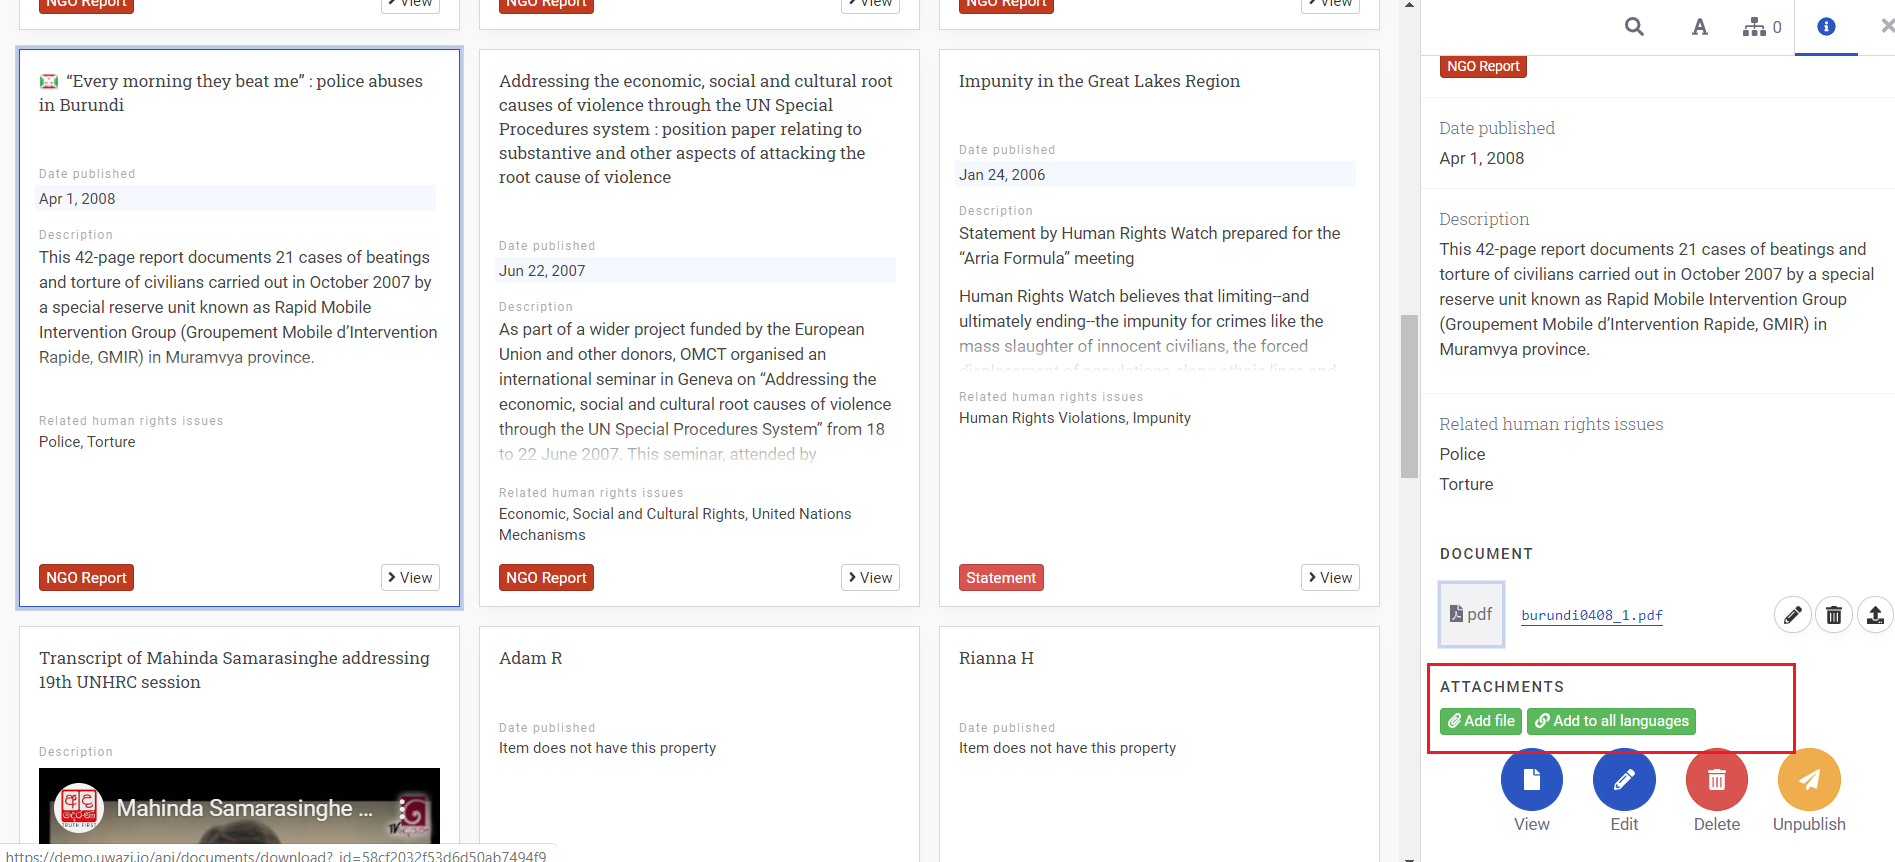 NGO Report
View
NGO Report
View
NGO Report
View
“Every morning they beat me” : police abuses
in Burundi
Date published
Apr 1, 2008
Description
This 42-page report documents 21 cases of beatings
and torture of civilians carried out in October 2007 by
a special reserve unit known as Rapid Mobile
Intervention Group (Groupement Mobile d’Intervention
Rapide, GMIR) in Muramvya province.
Related human rights issues
Police, Torture
NGO Report
View
Addressing the economic, social and cultural root
causes of violence through the UN Special
Procedures system : position paper relating to
substantive and other aspects of attacking the
root cause of violence
Date published
Jun 22, 2007
Description
As part of a wider project funded by the European
Union and other donors, OMCT organised an
international seminar in Geneva on “Addressing the
economic, social and cultural root causes of violence
through the UN Special Procedures System” from 18
to 22 June 2007. This seminar, attended by
Related human rights issues
Economic, Social and Cultural Rights, United Nations
Mechanisms
NGO Report
View
Impunity in the Great Lakes Region
Date published
Jan 24, 2006
Description
Statement by Human Rights Watch prepared for the
“Arria Formula” meeting
Human Rights Watch believes that limiting--and
ultimately ending--the impunity for crimes like the
mass slaughter of innocent civilians, the forced
displacement of populations along ethnic lines and
Related human rights issues
Human Rights Violations, Impunity
Statement
View
Transcript of Mahinda Samarasinghe addressing
19th UNHRC session
Description
Mahinda Samarasinghe ...
TRUTH FIRST
https://demo.uwazi.io/api/documents/download?_id=58cf2032f53d6d50ab7494f9
Adam R
Date published
Item does not have this property
Rianna H
Date published
Item does not have this property
A
0
NGO Report
Date published
Apr 1, 2008
Description
This 42-page report documents 21 cases of beatings and
torture of civilians carried out in October 2007 by a special
reserve unit known as Rapid Mobile Intervention Group
(Groupement Mobile d’Intervention Rapide, GMIR) in
Muramvya province.
Related human rights issues
Police
Torture
DOCUMENT
pdf
burundi0408_1.pdf
ATTACHMENTS
Add file
Add to all languages
View
Edit
Delete
Unpublish